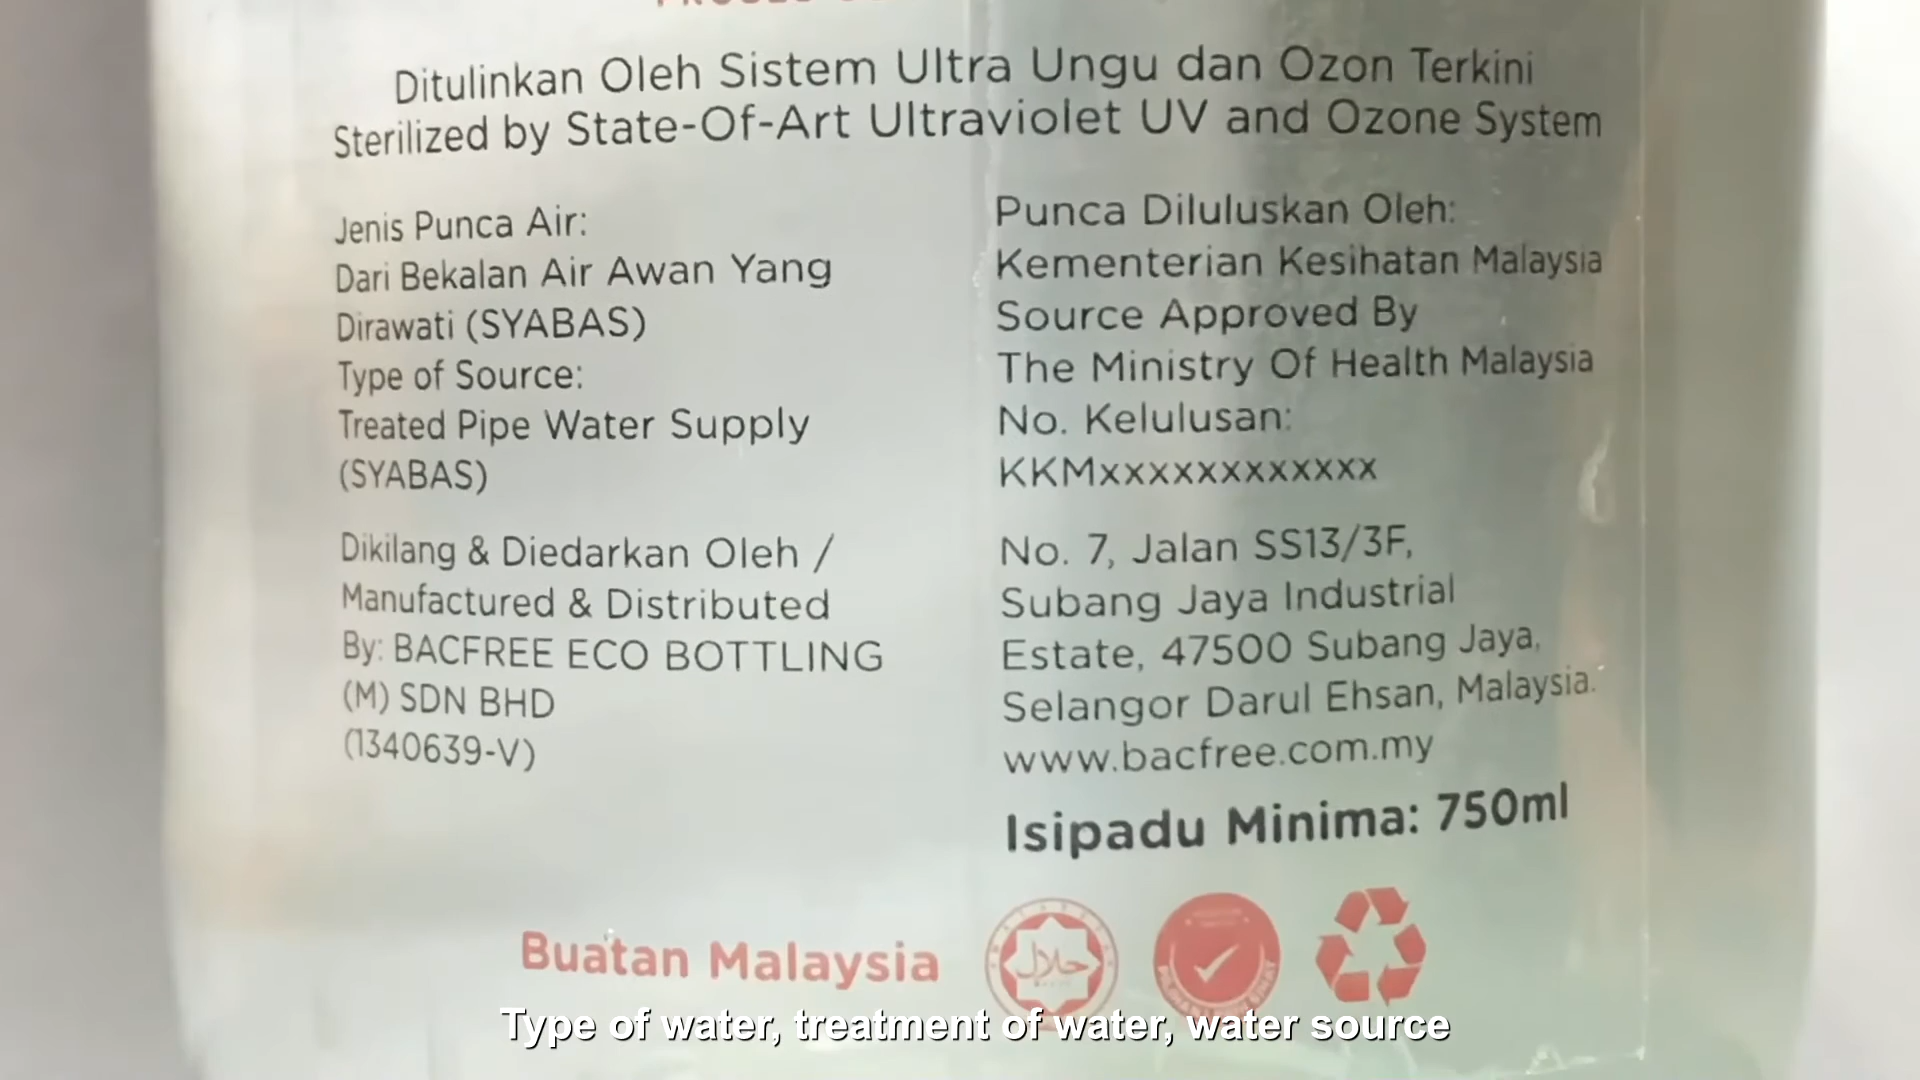 Ditulinkan Oleh Sistem Ultra Ungu dan Ozon Terkini
Sterilized by State-Of-Art Ultraviolet UV and Ozone System
Jenis Punca Air:
Dari Bekalan Air Awan Yang
Dirawati (SYABAS)
Type of Source:
Treated Pipe Water Supply
(SYABAS)
Punca Diluluskan Oleh:
Kementerian Kesihatan Malaysia
Source Approved By
The Ministry Of Health Malaysia
No. Kelulusan:
KKMxxxxxxxxxxxx
Dikilang & Diedarkan Oleh /
Manufactured & Distributed
By: BACFREE ECO BOTTLING
(M) SDN BHD
(1340639-V)
No. 7, Jalan SS13/3F,
Subang Jaya Industrial
Estate, 47500 Subang Jaya,
Selangor Darul Ehsan, Malaysia.
www.bacfree.com.my
Isipadu Minima: 750ml
Buatan Malaysia
حلال
Type of water, treatment of water, water source